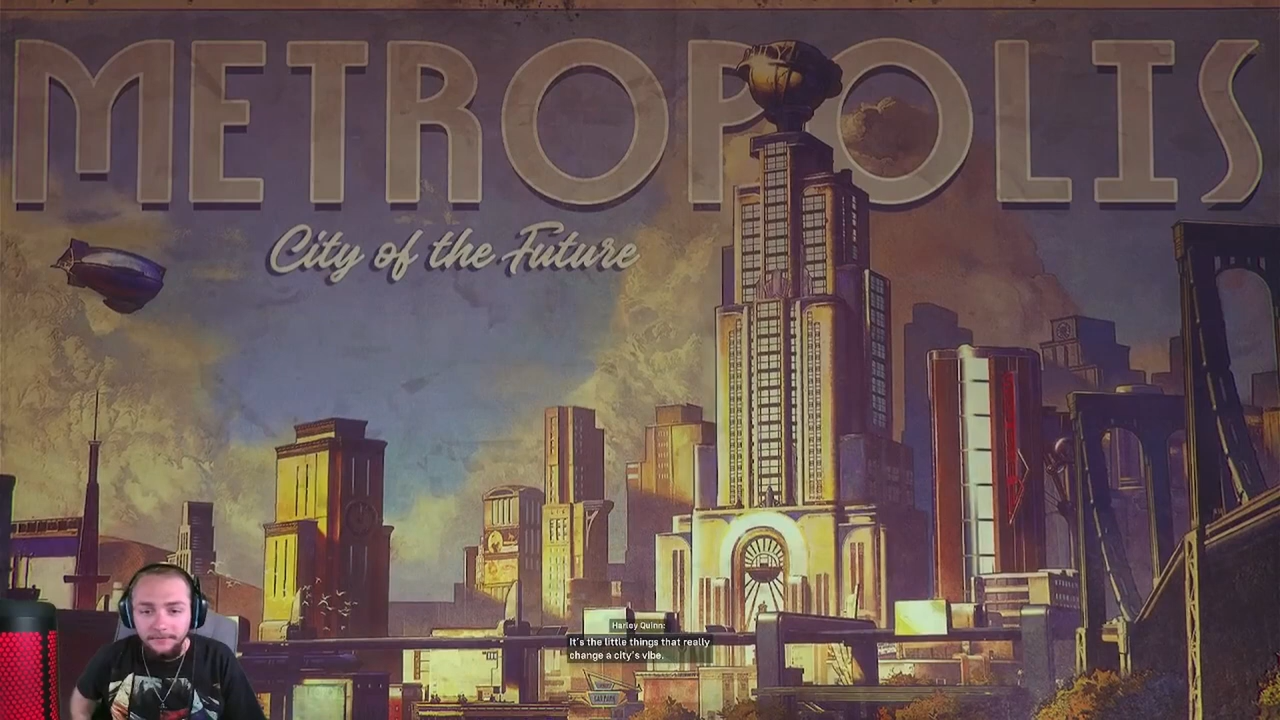 METROPOLIS
City of the Future
Harley Quinn:
It's the little things that really
change a city's vibe.